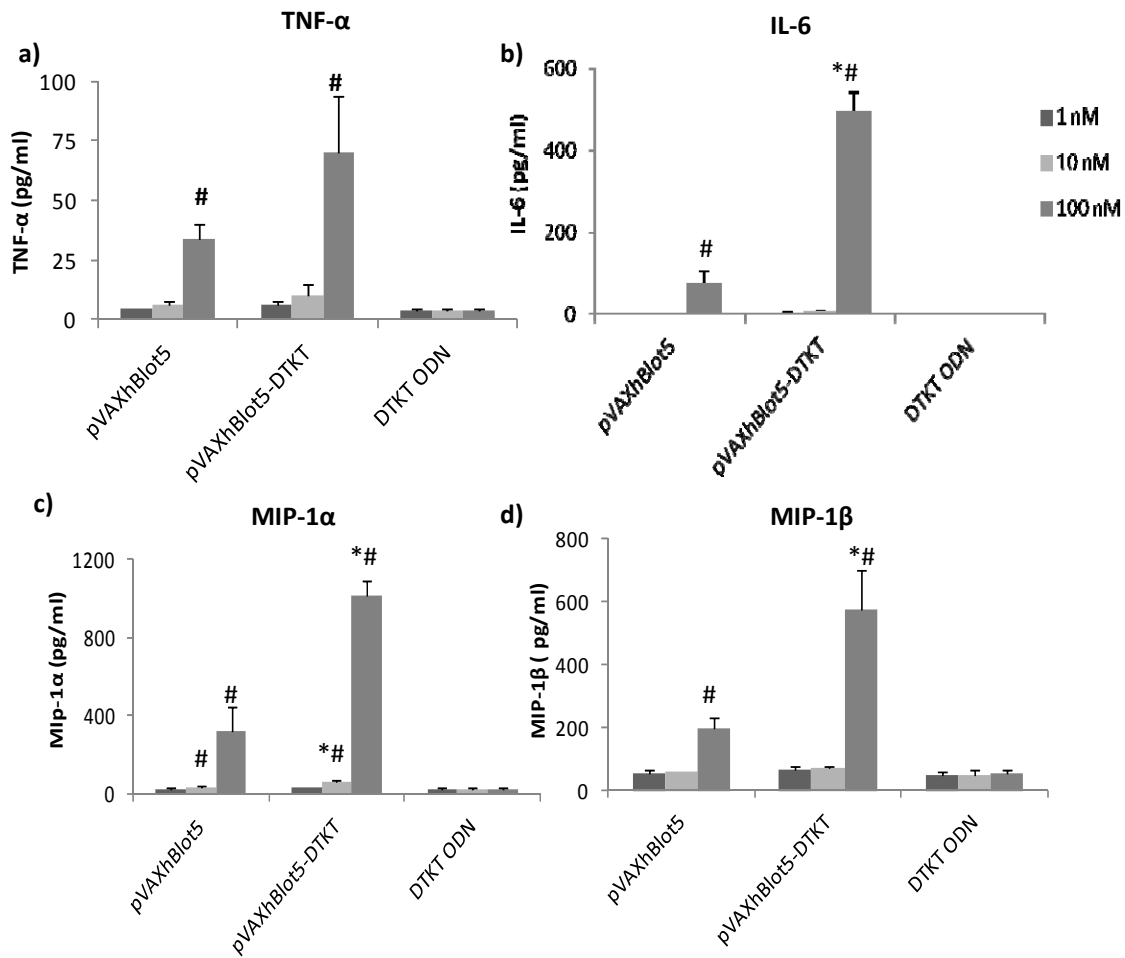 TNF-α
a)
100
75
50
25
0
TNF-α (pg/ml)
#
#
pVAXhBlot5
pVAXhBlot5-DTKT
DTKT ODN
IL-6
b)
600
400
200
0
IL-6 (pg/ml)
#
*#
pVAXhBlot5
pVAXhBlot5-DTKT
DTKT ODN
1 nM
10 nM
100 nM
c)
MIP-1α
1200
800
400
0
MIp-1α (pg/ml)
#
#
*#
*#
pVAXhBlot5
pVAXhBlot5-DTKT
DTKT ODN
d)
MIP-1β
800
600
400
200
0
MIP-1β ( pg/ml)
#
*#
pVAXhBlot5
pVAXhBlot5-DTKT
DTKT ODN